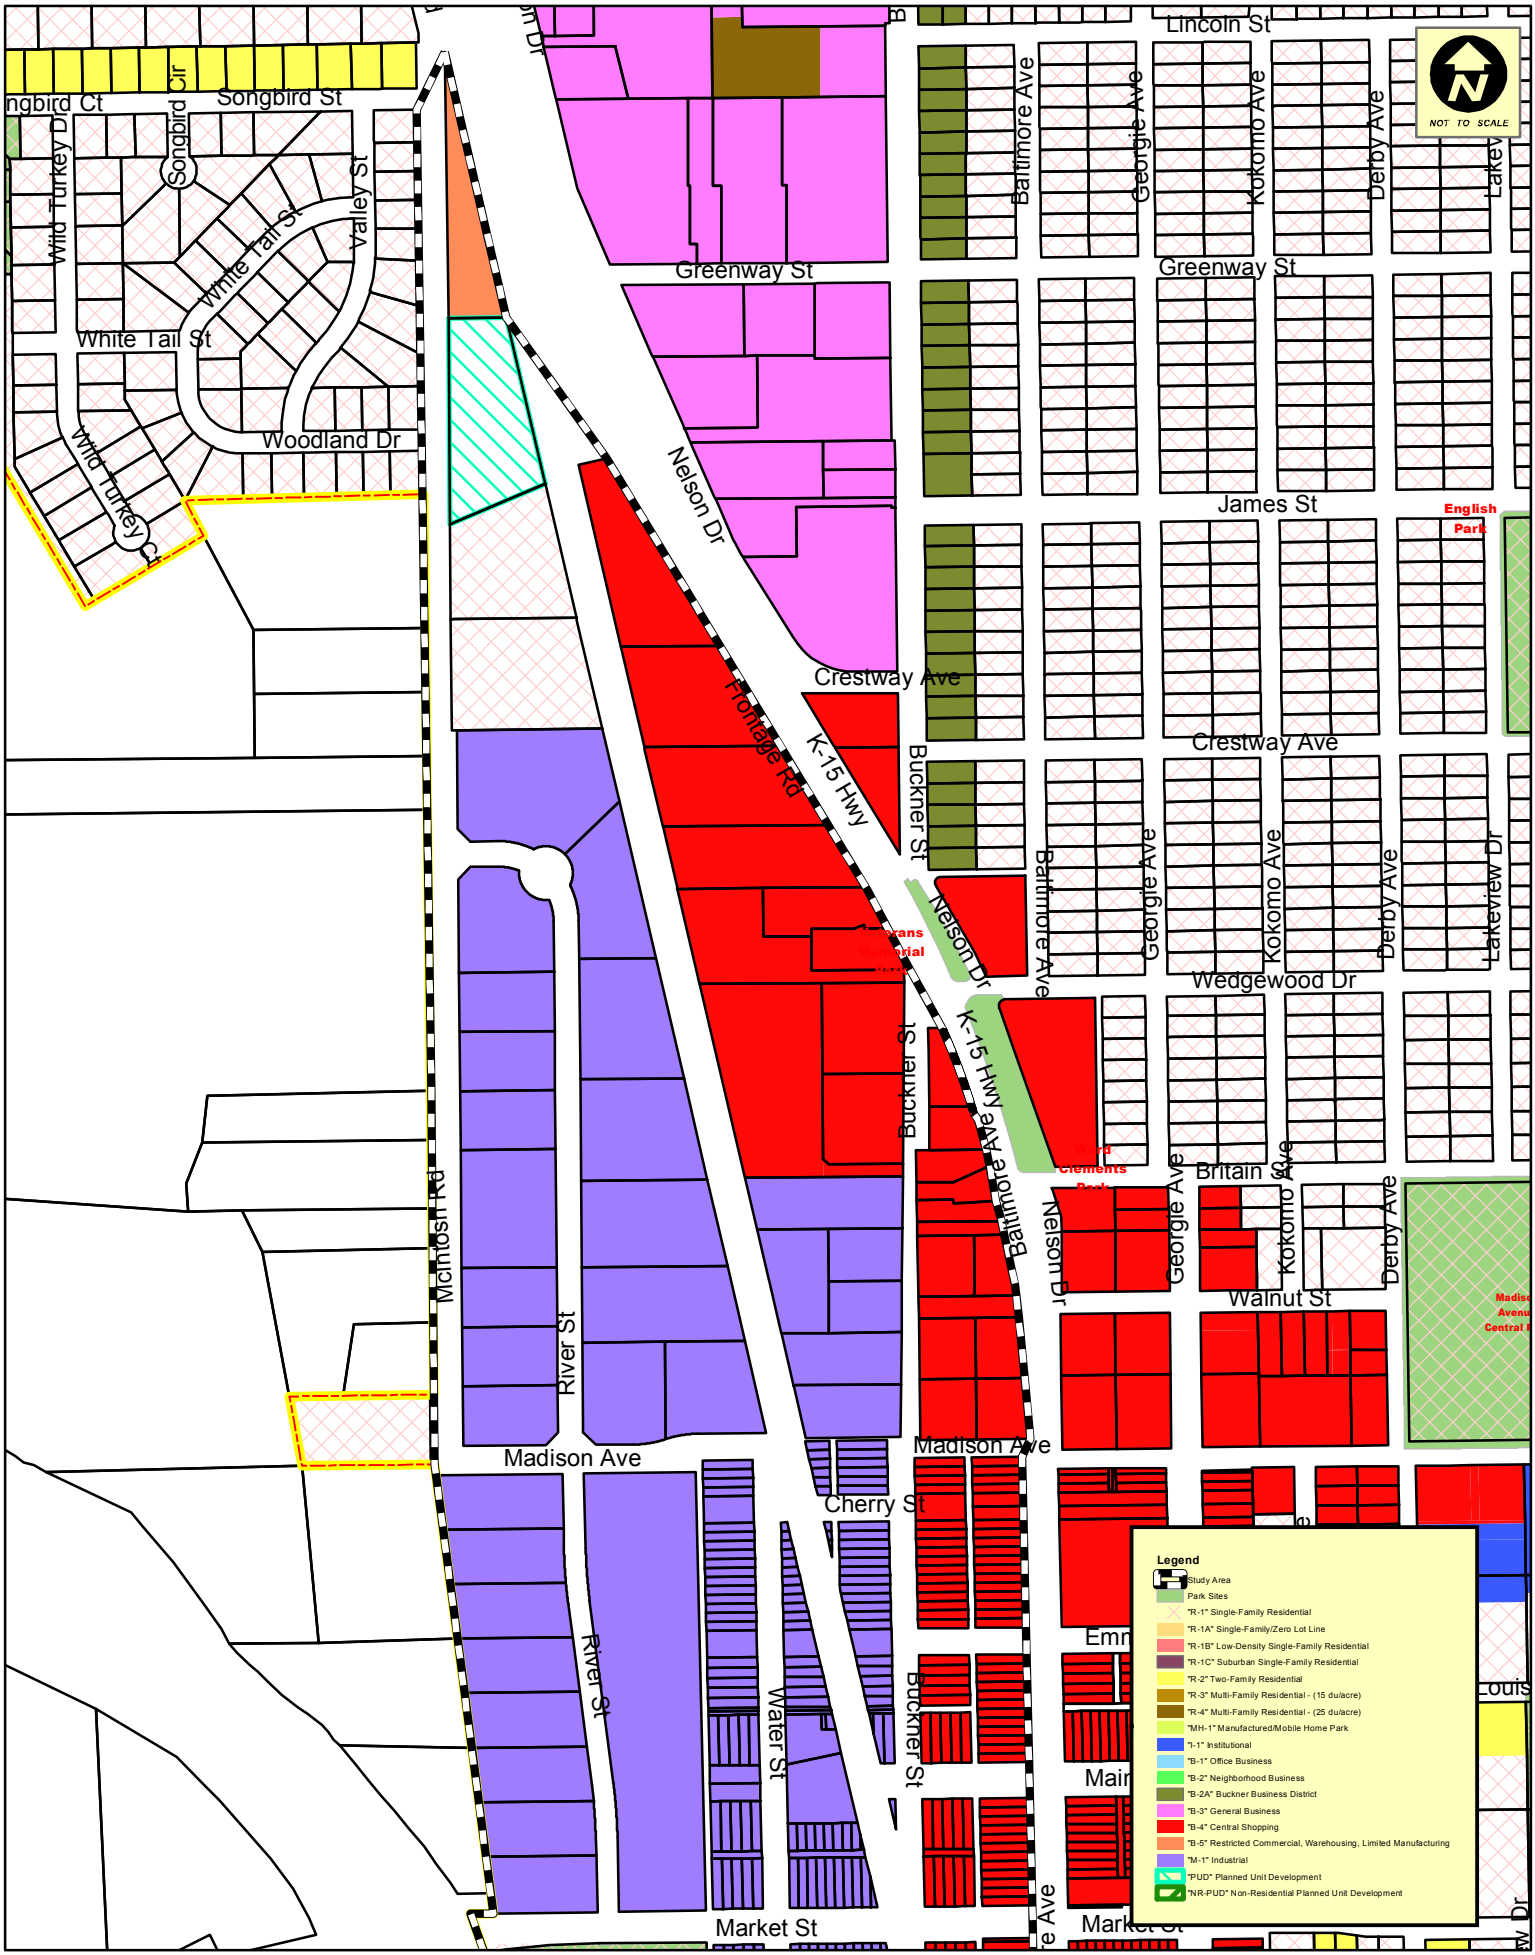 Lincoln St
NOT TO SCALE
ngbird Ct
Songbird Cir
Songbird St
Wild Turkey Dr
Valley St
White Tail St
White Tail St
Woodland Dr
Wild Turkey Ct
Baltimore Ave
Georgie Ave
Kokomo Ave
Derby Ave
Greenway St
Greenway St
Nelson Dr
James St
English
Park
Crestway Ave
Crestway Ave
Frontage Rd
K-15 Hwy
Buckner St
Baltimore Ave
Georgie Ave
Kokomo Ave
Derby Ave
Lakeview Dr
Nelson Dr
Memorial
Wedgewood Dr
K-15 Hwy
Buckner St
Baltimore Ave
Ward
Clements
Park
Britain St
Nelson Dr
Georgie Ave
Kokomo Ave
Derby Ave
McIntosh Rd
Walnut St
River St
Madison Ave
Madison Ave
Cherry St
River St
Water St
Buckner St
Market St
Market St
Legend
Study Area
Park Sites
"R-1" Single-Family Residential
"R-1A" Single-Family/Zero Lot Line
"R-1B" Low-Density Single-Family Residential
"R-1C" Suburban Single-Family Residential
"R-2" Two-Family Residential
"R-3" Multi-Family Residential - (15 du/acre)
"R-4" Multi-Family Residential - (25 du/acre)
"MH-1" Manufactured/Mobile Home Park
"I-1" Institutional
"B-1" Office Business
"B-2" Neighborhood Business
"B-2A" Buckner Business District
"B-3" General Business
"B-4" Central Shopping
"B-5" Restricted Commercial, Warehousing, Limited Manufacturing
"M-1" Industrial
"PUD" Planned Unit Development
"NR-PUD" Non-Residential Planned Unit Development